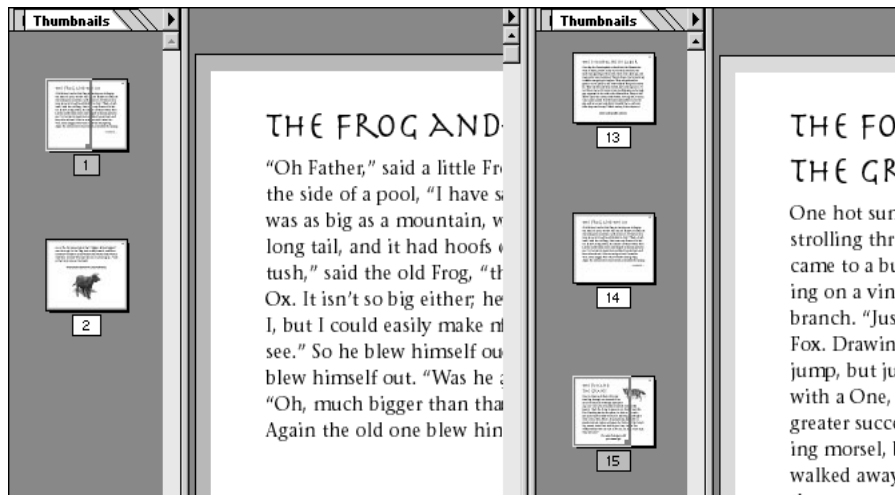 Thumbnails
1
2
THE FROG AND
"Oh Father," said a little Fr
the side of a pool, "I have s
was as big as a mountain, w
long tail, and it had hoofs
tush," said the old Frog, "th
Ox. It isn't so big either; he
I, but I could easily make
see." So he blew himself ou
blew himself out. "Was he
"Oh, much bigger than tha
Again the old one blew him
Thumbnails
13
14
15
THE FO
THE GR
One hot sum
strolling thr
came to a bu
ing on a vin
branch. "Jus
Fox. Drawin
jump, but ju
with a One,
greater succe
ing morsel,
walked away